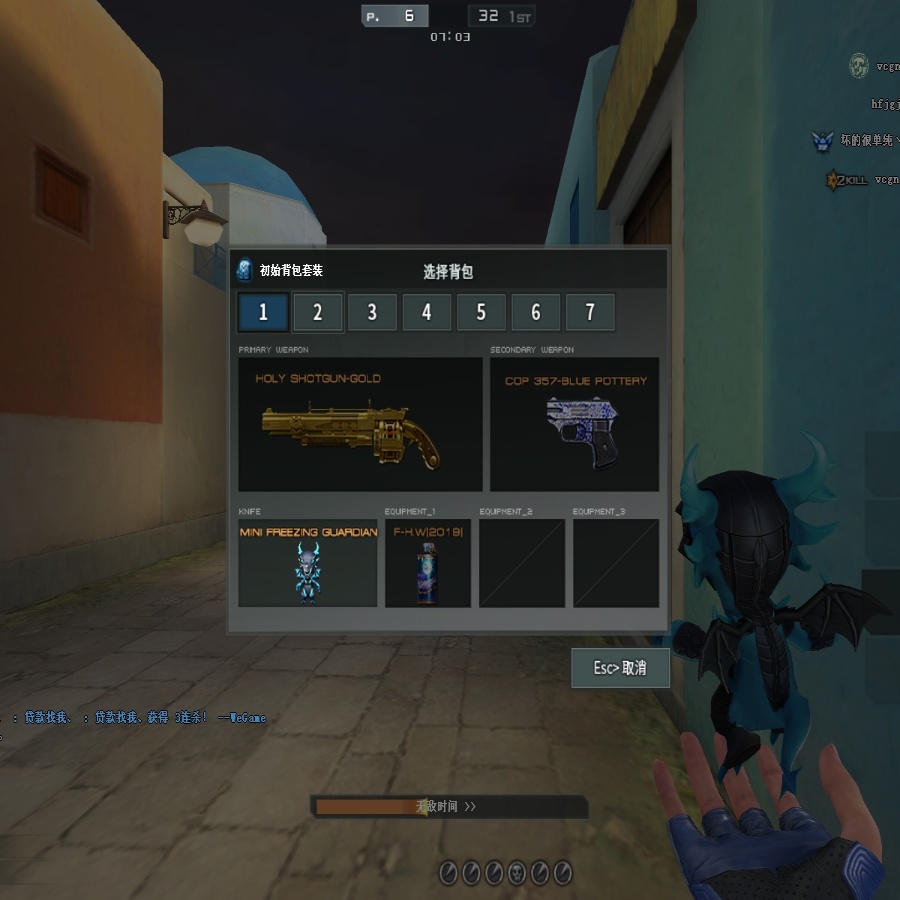 P. 6 32 1ST
07:03
vcgn
hfjgj
坏的很单纯
2KILL vcgn
初始背包套装 选择背包
1 2 3 4 5 6 7
PRIMARY WEAPON SECONDARY WEAPON
HOLY SHOTGUN-GOLD COP 357-BLUE POTTERY
KNIFE EQUIPMENT_1 EQUIPMENT_2 EQUIPMENT_3
MINI FREEZING GUARDIAN F-H.W[2019]
Esc>取消
: 贷款找我、 : 贷款找我、获得 3连杀! --WeGame
无敌时间 >>